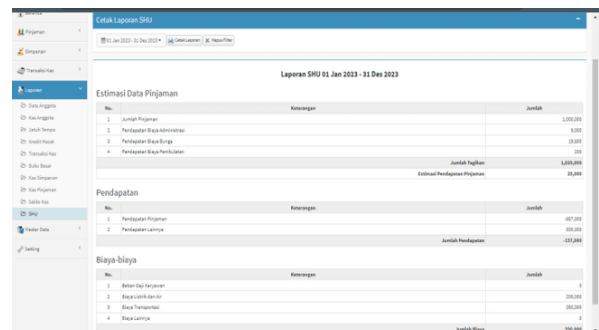 Cetak Laporan SHU
Pinjaman
01 Jan 2023 - 31 Des 2023
Cetak Laporan
Hapus Filter
Simpanan
Transaksi Kas
Laporan SHU 01 Jan 2023 - 31 Des 2023
Laporan
Estimasi Data Pinjaman
Data Anggota
No. Keterangan Jumlah
Kas Anggota
1 Jumlah Pinjaman 1,000,000
Jatuh Tempo
2 Pendapatan Biaya Administrasi
Kredit Macet
3 Pendapatan Biaya Bunga
Transaksi Kas
4 Pendapatan Biaya Pembulatan
Buku Besar
Jumlah Tagihan
Kas Simpanan
Estimasi Pendapatan Pinjaman
Kas Pinjaman
Pendapatan
Saldo Kas
No. Keterangan Jumlah
SHU
1 Pendapatan Pinjaman
Master Data
2 Pendapatan Lainnya
Jumlah Pendapatan
Setting
Biaya-biaya
No. Keterangan Jumlah
1 Beban Gaji Karyawan 0
2 Biaya Listrik dan Air
3 Biaya Transportasi
4 Biaya Lainnya
Jumlah Biaya